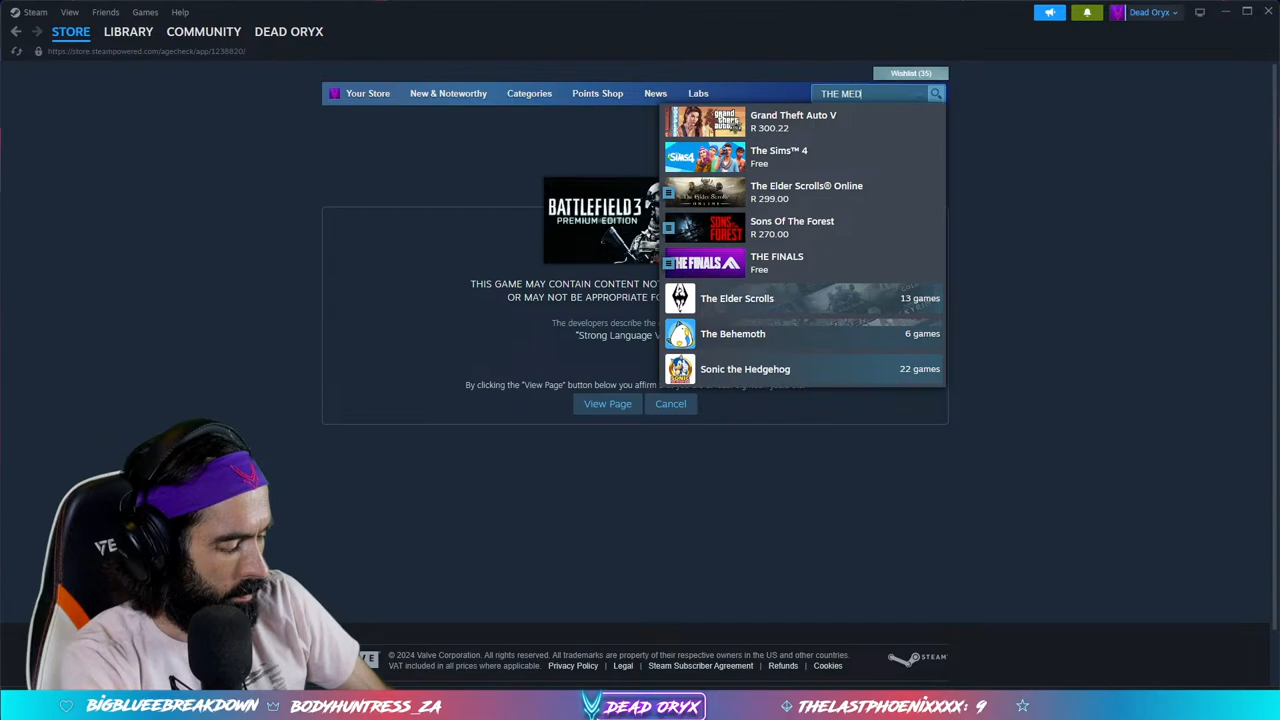 Steam View Friends Games Help
Dead Oryx
STORE LIBRARY COMMUNITY DEAD ORYX
https://store.steampowered.com/agecheck/app/1238820/
Wishlist (35)
Your Store New & Noteworthy Categories Points Shop News Labs
THE MED
Grand Theft Auto V
R 300.22
The Sims™ 4
Free
The Elder Scrolls® Online
R 299.00
Sons Of The Forest
R 270.00
THE FINALS
Free
The Elder Scrolls 13 games
The Behemoth 6 games
Sonic the Hedgehog 22 games
BATTLEFIELD 3
PREMIUM EDITION
THIS GAME MAY CONTAIN CONTENT NO
OR MAY NOT BE APPROPRIATE FO
The developers describe the
"Strong Language V
By clicking the "View Page" button below you affirm
View Page Cancel
© 2024 Valve Corporation. All rights reserved. All trademarks are property of their respective owners in the US and other countries.
VAT included in all prices where applicable. Privacy Policy | Legal | Steam Subscriber Agreement | Refunds | Cookies
STEAM
BIGBLUEEBREAKDOWN BODYHUNTRESS_ZA DEAD ORYX THELASTPHOENIXXXX: 9